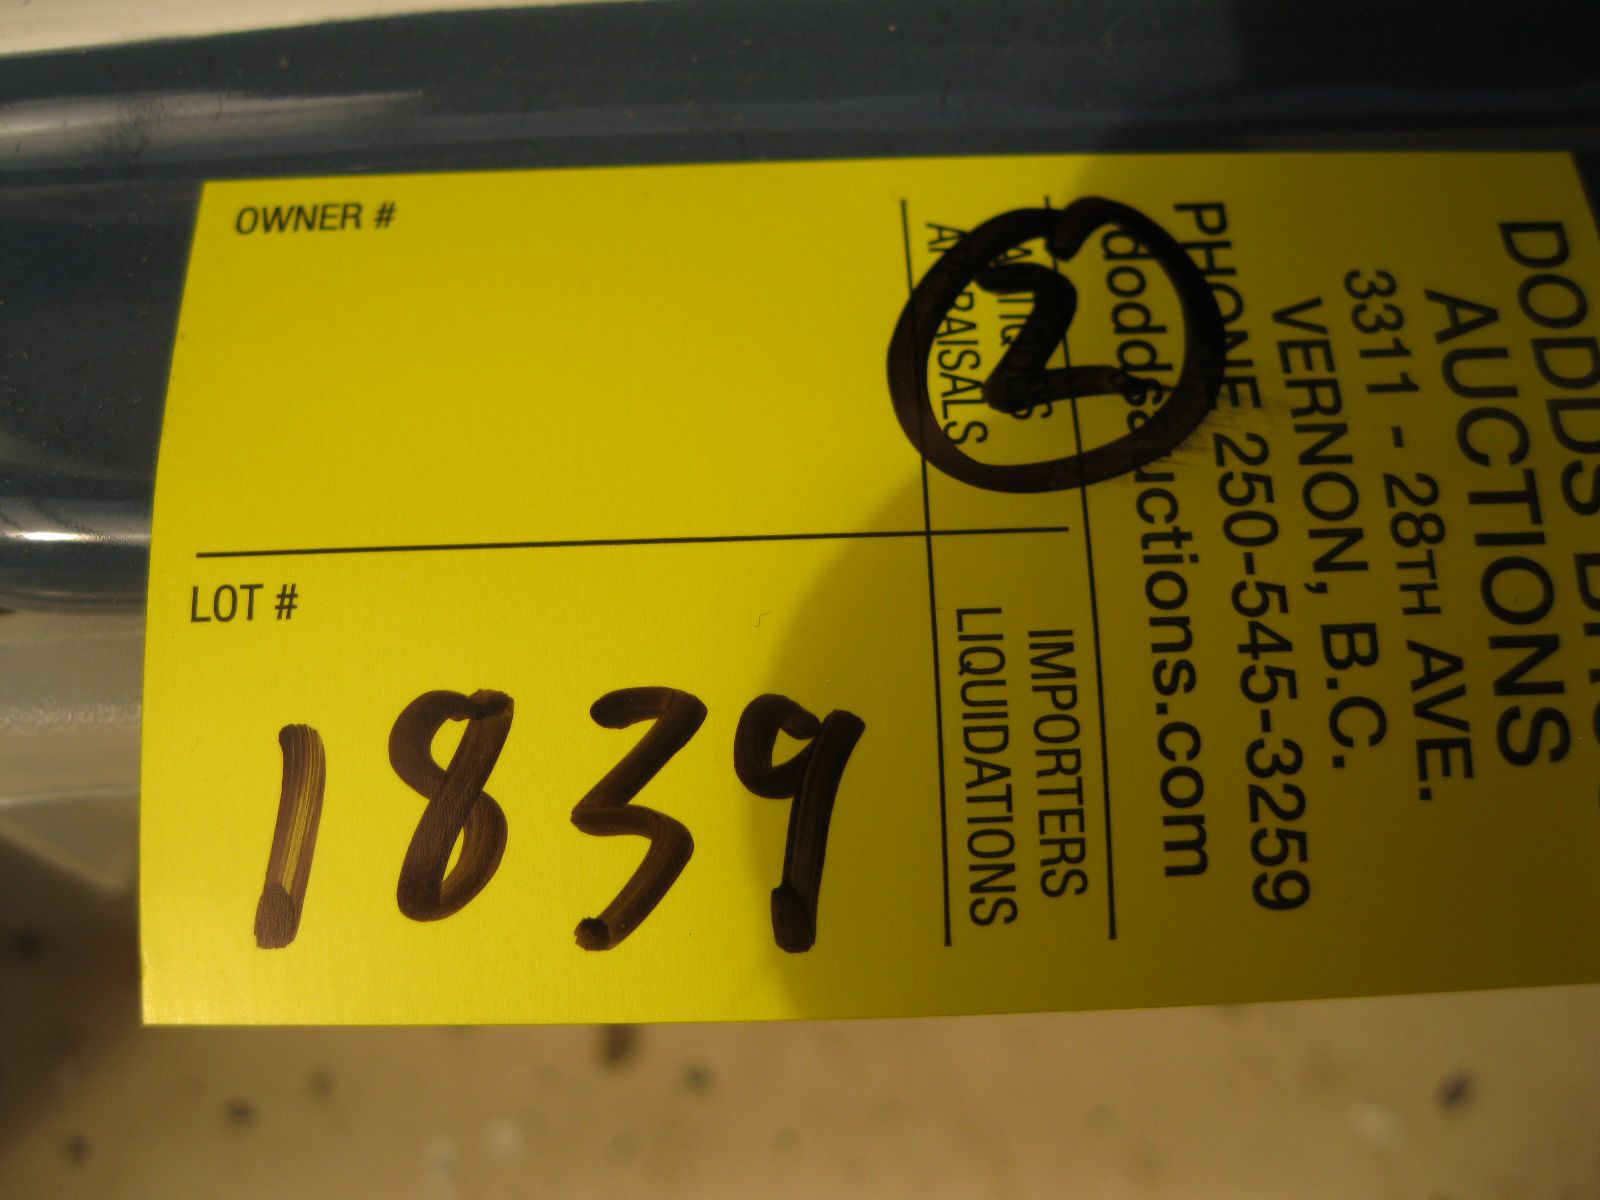 OWNER #
LOT #
1839
2
DODDS
AUCTIONS
3311 - 28TH AVE.
VERNON, B.C.
PHONE 250-545-3259
doddsauctions.com
ANTIQUES
IMPORTERS
APPRAISALS
LIQUIDATIONS